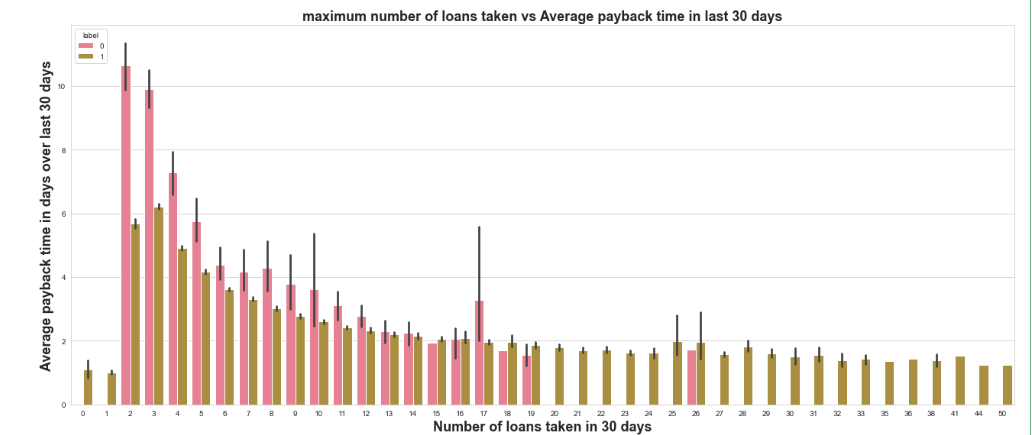 maximum number of loans taken vs Average payback time in last 30 days
label
0
1
Average payback time in days over last 30 days
10
8
6
4
2
0
0 1 2 3 4 5 6 7 8 9 10 11 12 13 14 15 16 17 18 19 20 21 22 23 24 25 26 27 28 29 30 31 32 33 35 36 38 41 44 50
Number of loans taken in 30 days